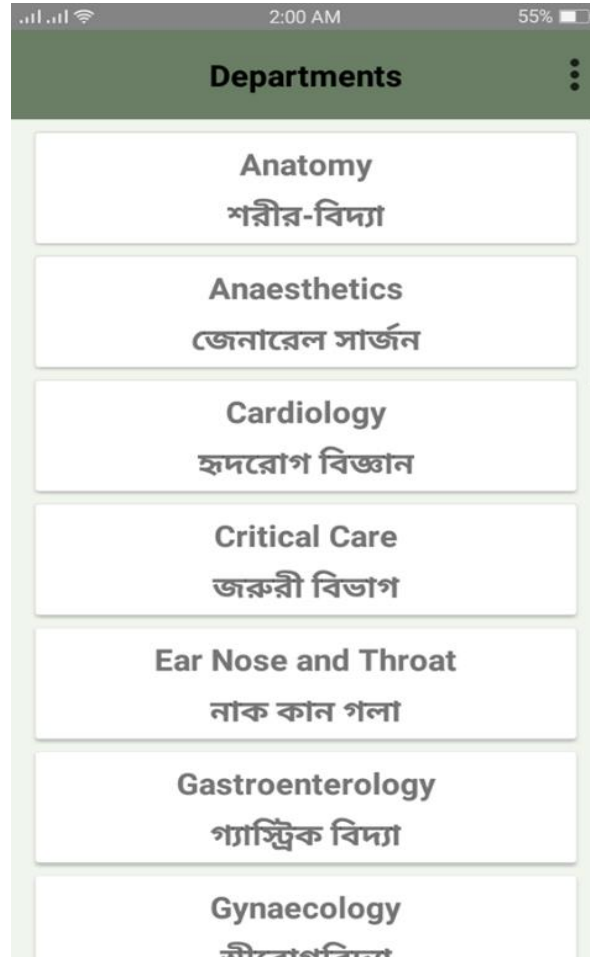 2:00 AM
55%
Departments
Anatomy
শরীর-বিদ্যা
Anaesthetics
জেনারেল সার্জন
Cardiology
হৃদরোগ বিজ্ঞান
Critical Care
জরুরী বিভাগ
Ear Nose and Throat
নাক কান গলা
Gastroenterology
গ্যাস্ট্রিক বিদ্যা
Gynaecology